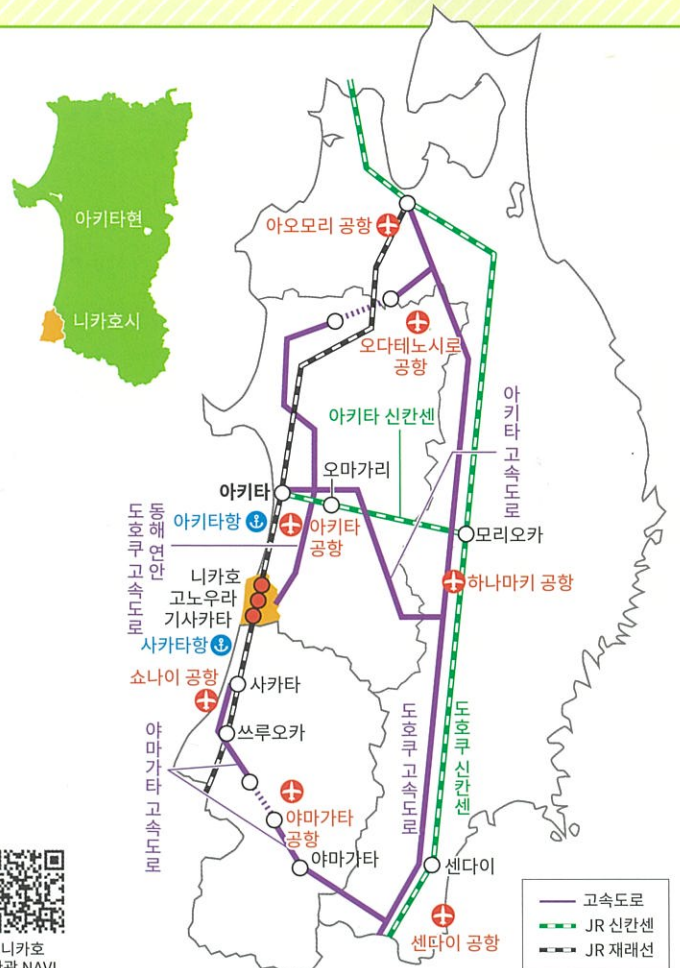 아키타현
니카호시
아오모리 공항
오다테노시로
공항
아키타 신칸센
아키타 고속도로
오마가리
아키타
아키타항
아키타
공항
모리오카
동해 연안
도호쿠 고속도로
니카호
고노우라
기사카타
하나마키 공항
사카타항
쇼나이 공항
사카타
쓰루오카
야마가타 고속도로
도호쿠 고속도로
도호쿠 신칸센
야마가타
공항
야마가타
센다이
센다이 공항
고속도로
JR 신칸센
JR 재래선
니카호
관광 NAVI